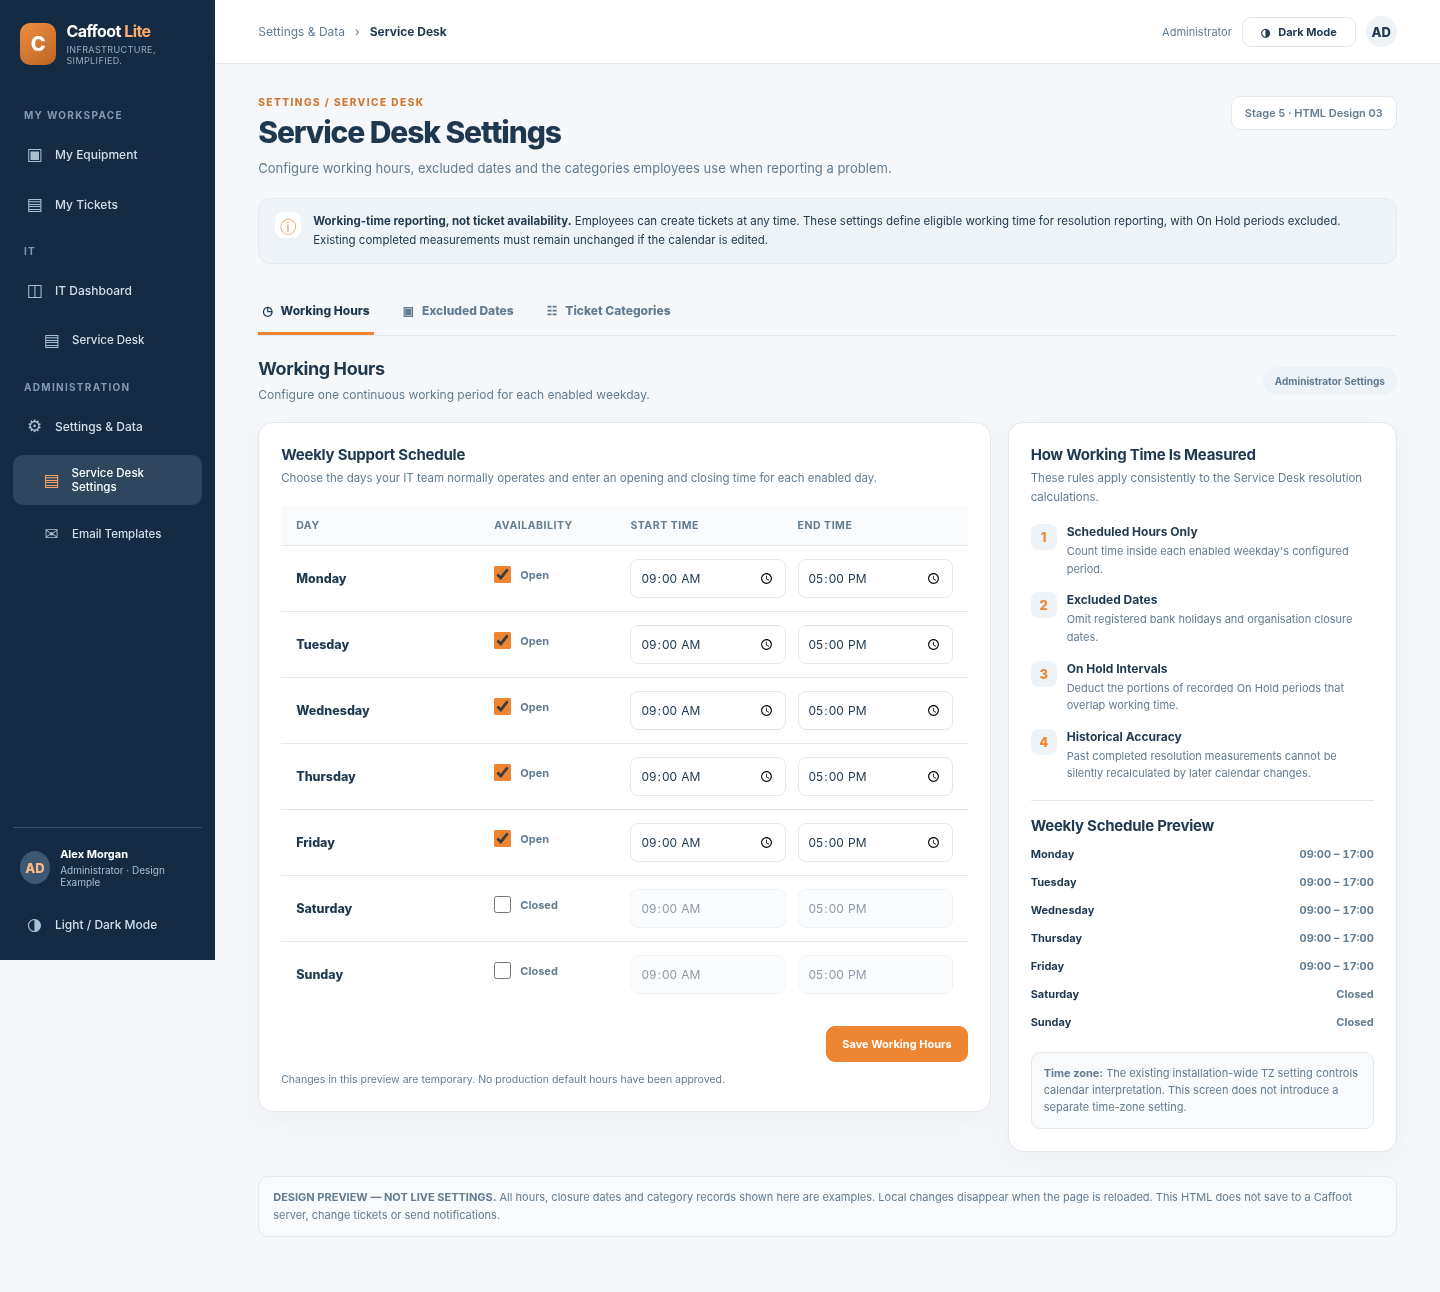 C
Caffoot Lite
INFRASTRUCTURE,
SIMPLIFIED.
MY WORKSPACE
My Equipment
My Tickets
IT
IT Dashboard
Service Desk
ADMINISTRATION
Settings & Data
Service Desk
Settings
Email Templates
AD
Alex Morgan
Administrator · Design
Example
Light / Dark Mode
Settings & Data › Service Desk
Administrator
Dark Mode
AD
SETTINGS / SERVICE DESK
Service Desk Settings
Configure working hours, excluded dates and the categories employees use when reporting a problem.
Stage 5 · HTML Design 03
Working-time reporting, not ticket availability. Employees can create tickets at any time. These settings define eligible working time for resolution reporting, with On Hold periods excluded.
Existing completed measurements must remain unchanged if the calendar is edited.
Working Hours
Excluded Dates
Ticket Categories
Working Hours
Configure one continuous working period for each enabled weekday.
Administrator Settings
Weekly Support Schedule
Choose the days your IT team normally operates and enter an opening and closing time for each enabled day.
DAY AVAILABILITY START TIME END TIME
Monday Open 09:00 AM 05:00 PM
Tuesday Open 09:00 AM 05:00 PM
Wednesday Open 09:00 AM 05:00 PM
Thursday Open 09:00 AM 05:00 PM
Friday Open 09:00 AM 05:00 PM
Saturday Closed 09:00 AM 05:00 PM
Sunday Closed 09:00 AM 05:00 PM
Save Working Hours
Changes in this preview are temporary. No production default hours have been approved.
How Working Time Is Measured
These rules apply consistently to the Service Desk resolution
calculations.
1 Scheduled Hours Only
Count time inside each enabled weekday's configured
period.
2 Excluded Dates
Omit registered bank holidays and organisation closure
dates.
3 On Hold Intervals
Deduct the portions of recorded On Hold periods that
overlap working time.
4 Historical Accuracy
Past completed resolution measurements cannot be
silently recalculated by later calendar changes.
Weekly Schedule Preview
Monday 09:00 – 17:00
Tuesday 09:00 – 17:00
Wednesday 09:00 – 17:00
Thursday 09:00 – 17:00
Friday 09:00 – 17:00
Saturday Closed
Sunday Closed
Time zone: The existing installation-wide TZ setting controls
calendar interpretation. This screen does not introduce a
separate time-zone setting.
DESIGN PREVIEW — NOT LIVE SETTINGS. All hours, closure dates and category records shown here are examples. Local changes disappear when the page is reloaded. This HTML does not save to a Caffoot
server, change tickets or send notifications.